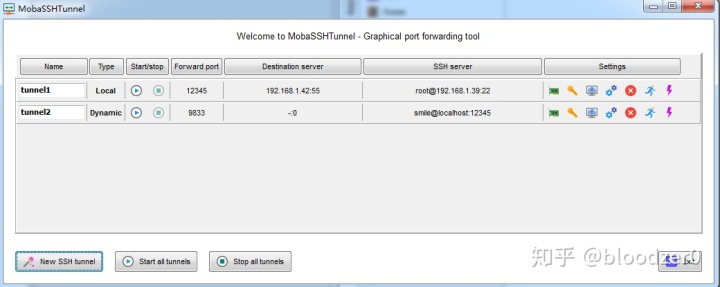 MobaSSHTunnel
Welcome to MobaSSHTunnel - Graphical port forwarding tool
Name Type Start/stop Forward port Destination server SSH server Settings
tunnel1 Local 12345 192.168.1.42:55 root@192.168.1.39:22
tunnel2 Dynamic 9833 -:0 smile@localhost:12345
New SSH tunnel Start all tunnels Stop all tunnels
知乎 @bloodzer0